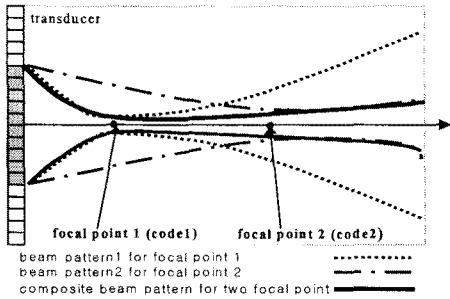 transducer
focal point 1 (code1) focal point 2 (code2)
beam pattern1 for focal point 1
beam pattern2 for focal point 2
composite beam pattern for two focal point